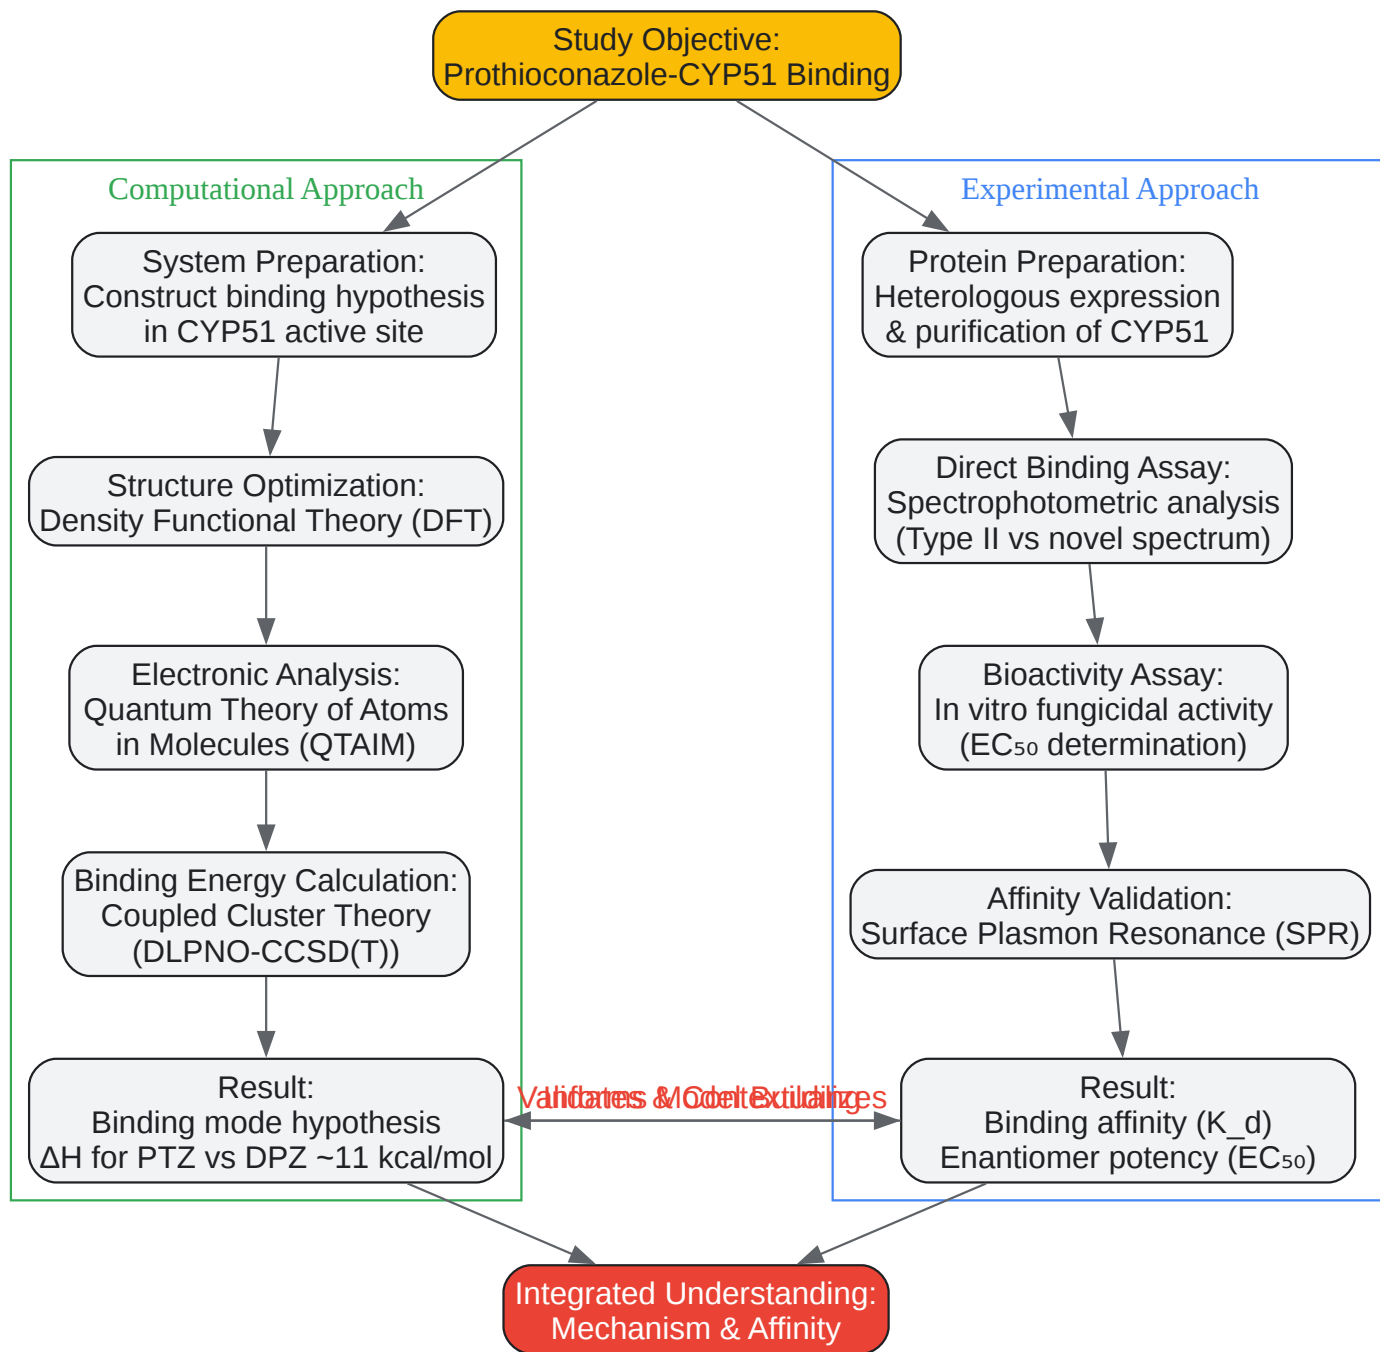 Study Objective:
Prothioconazole-CYP51 Binding
Computational Approach
System Preparation:
Construct binding hypothesis
in CYP51 active site
Structure Optimization:
Density Functional Theory (DFT)
Electronic Analysis:
Quantum Theory of Atoms
in Molecules (QTAIM)
Binding Energy Calculation:
Coupled Cluster Theory
(DLPNO-CCSD(T))
Result:
Binding mode hypothesis
ΔH for PTZ vs DPZ ~11 kcal/mol
Experimental Approach
Protein Preparation:
Heterologous expression
& purification of CYP51
Direct Binding Assay:
Spectrophotometric analysis
(Type II vs novel spectrum)
Bioactivity Assay:
In vitro fungicidal activity
(EC₅₀ determination)
Affinity Validation:
Surface Plasmon Resonance (SPR)
Result:
Binding affinity (K_d)
Enantiomer potency (EC₅₀)
Validates & Contextualizes
Informs Model Building
Integrated Understanding:
Mechanism & Affinity